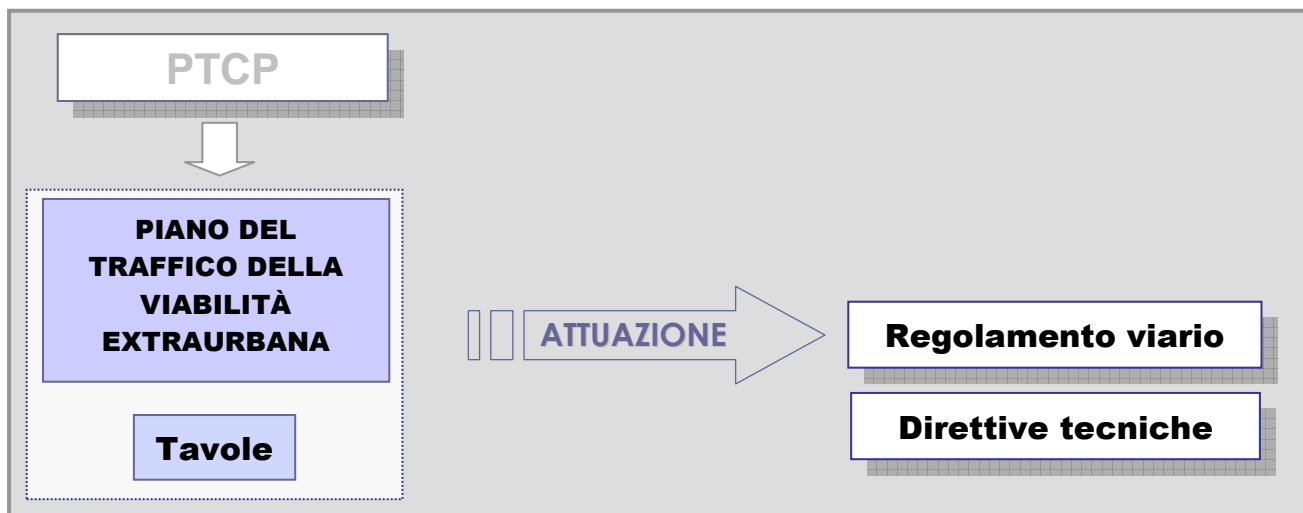 PTCP
PIANO DEL
TRAFFICO DELLA
VIABILITÀ
EXTRAURBANA
Tavole
ATTUAZIONE
Regolamento viario
Direttive tecniche